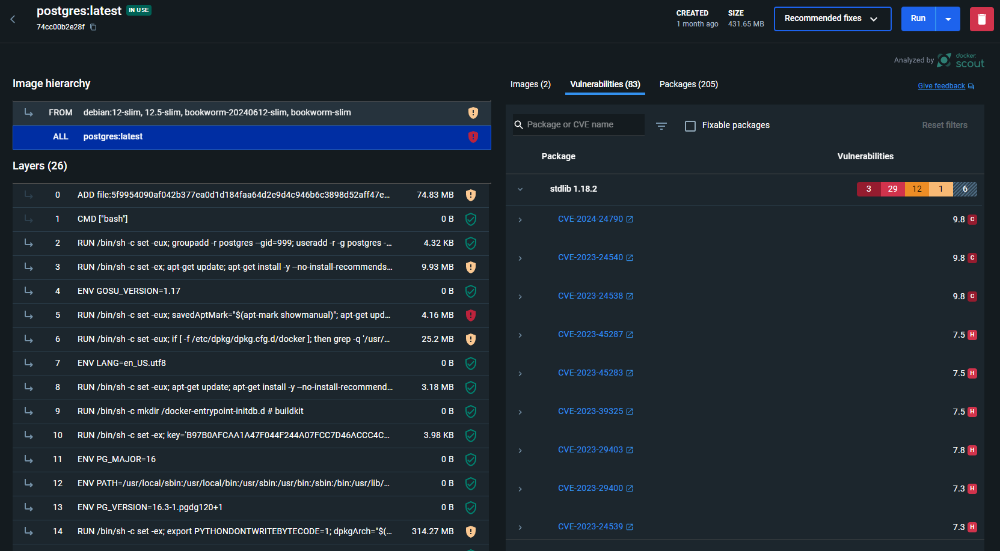 postgres:latest IN USE
74cc00b2e28f
CREATED
1 month ago
SIZE
431.65 MB
Recommended fixes
Run
Analyzed by docker scout
Image hierarchy
FROM debian:12-slim, 12.5-slim, bookworm-20240612-slim, bookworm-slim
ALL postgres:latest
Layers (26)
0 ADD file:5f9954090af042b377ea0d1d184faa64d2e9d4c946b6c3898d52aff47e... 74.83 MB
1 CMD ["bash"] 0 B
2 RUN /bin/sh -c set -eux; groupadd -r postgres --gid=999; useradd -r -g postgres -... 4.32 KB
3 RUN /bin/sh -c set -ex; apt-get update; apt-get install -y --no-install-recommends... 9.93 MB
4 ENV GOSU_VERSION=1.17 0 B
5 RUN /bin/sh -c set -eux; savedAptMark="$(apt-mark showmanual)"; apt-get upd... 4.16 MB
6 RUN /bin/sh -c set -eux; if [ -f /etc/dpkg/dpkg.cfg.d/docker ]; then grep -q '/usr/... 25.2 MB
7 ENV LANG=en_US.utf8 0 B
8 RUN /bin/sh -c set -eux; apt-get update; apt-get install -y --no-install-recommend... 3.18 MB
9 RUN /bin/sh -c mkdir /docker-entrypoint-initdb.d # buildkit 0 B
10 RUN /bin/sh -c set -ex; key='B97B0AFCAA1A47F044F244A07FCC7D46ACCC4C... 3.98 KB
11 ENV PG_MAJOR=16 0 B
12 ENV PATH=/usr/local/sbin:/usr/local/bin:/usr/sbin:/usr/bin:/sbin:/bin:/usr/lib/... 0 B
13 ENV PG_VERSION=16.3-1.pgdg120+1 0 B
14 RUN /bin/sh -c set -ex; export PYTHONDONTWRITEBYTECODE=1; dpkgArch="$(... 314.27 MB
Images (2) Vulnerabilities (83) Packages (205)
Give feedback
Package or CVE name
Fixable packages
Reset filters
Package Vulnerabilities
stdlib 1.18.2 3 29 12 1 6
CVE-2024-24790 9.8 C
CVE-2023-24540 9.8 C
CVE-2023-24538 9.8 C
CVE-2023-45287 7.5 H
CVE-2023-45283 7.5 H
CVE-2023-39325 7.5 H
CVE-2023-29403 7.8 H
CVE-2023-29400 7.3 H
CVE-2023-24539 7.3 H